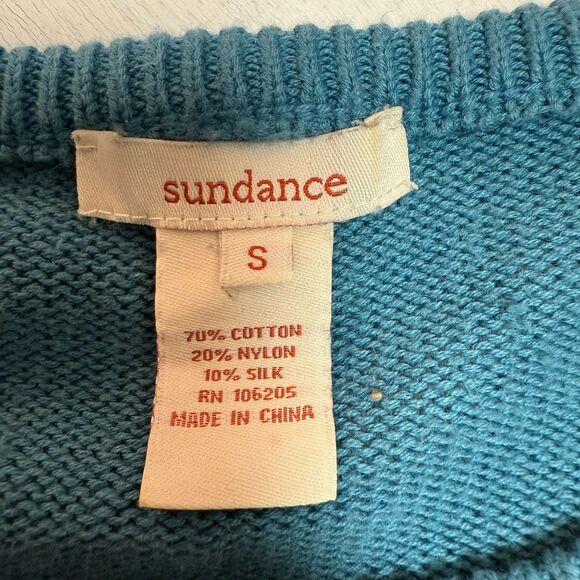 sundance
S
70% COTTON
20% NYLON
10% SILK
RN 106205
MADE IN CHINA